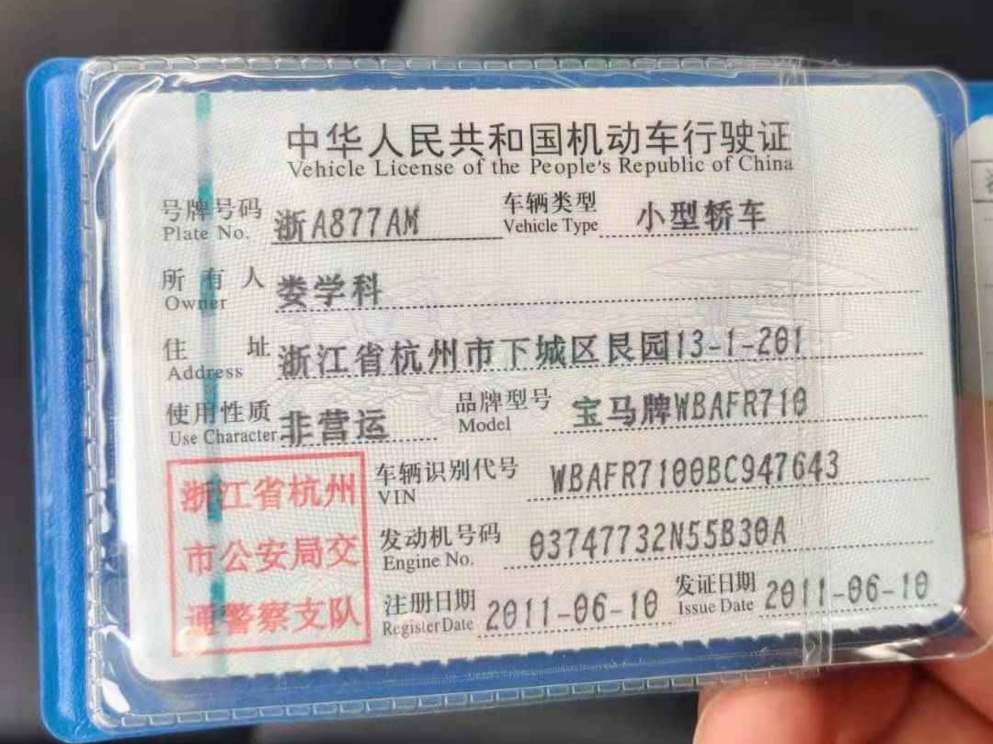 中华人民共和国机动车行驶证
Vehicle License of the People's Republic of China
号牌号码 浙A877AM 车辆类型 小型轿车
Plate No. Vehicle Type
所有人 娄学科
Owner
住址 浙江省杭州市下城区艮园13-1-201
Address
使用性质 非营运 品牌型号 宝马牌WBAFR710
Use Character Model
浙江省杭州 车辆识别代号 WBAFR7100BC947643
VIN
市公安局交 发动机号码 03747732N55B30A
Engine No.
通警察支队 注册日期 2011-06-10 发证日期 2011-06-10
Register Date Issue Date